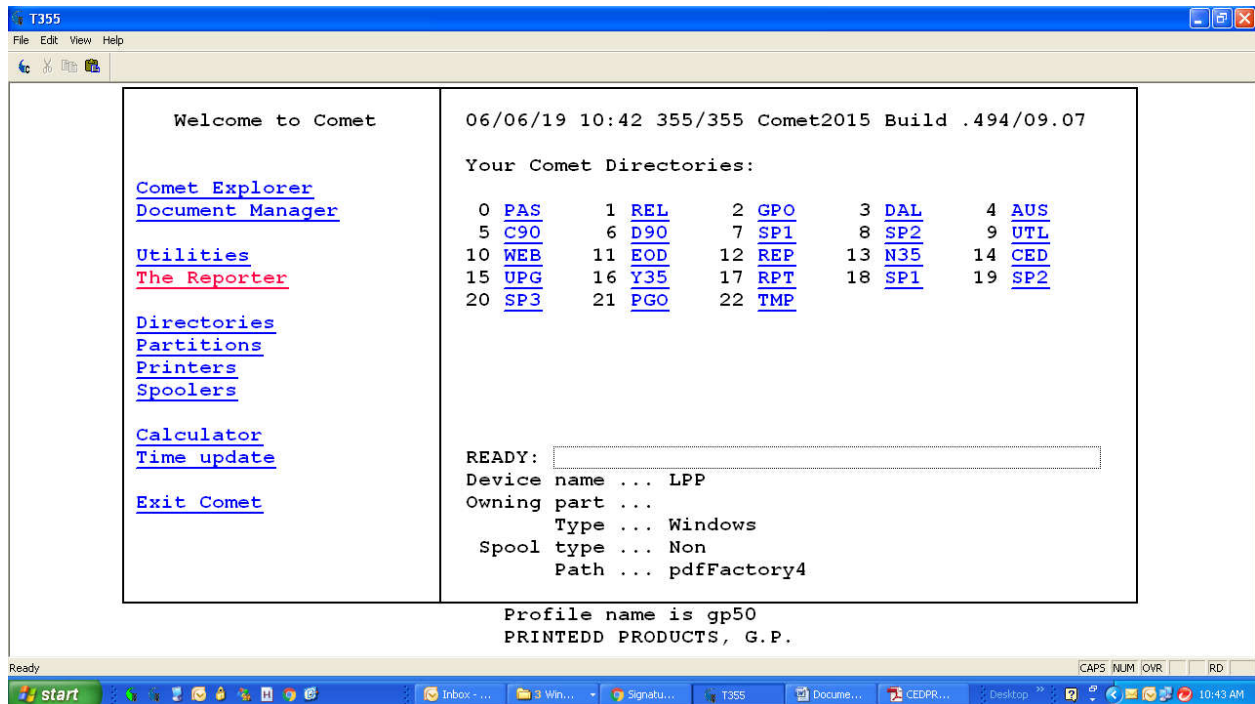 T355
File Edit View Help
Welcome to Comet
Comet Explorer
Document Manager
Utilities
The Reporter
Directories
Partitions
Printers
Spoolers
Calculator
Time update
Exit Comet
06/06/19 10:42 355/355 Comet2015 Build .494/09.07
Your Comet Directories:
0 PAS 1 REL 2 GPO 3 DAL 4 AUS
5 C90 6 D90 7 SP1 8 SP2 9 UTL
10 WEB 11 EOD 12 REP 13 N35 14 CED
15 UPG 16 Y35 17 RPT 18 SP1 19 SP2
20 SP3 21 PGO 22 TMP
READY:
Device name ... LPP
Owning part ...
Type ... Windows
Spool type ... Non
Path ... pdfFactory4
Profile name is gp50
PRINTEDD PRODUCTS, G.P.
Ready CAPS NUM OVR RD
start Inbox - ... 3 Win... Signatu... T355 Docume... CEDPR... Desktop » 10:43 AM